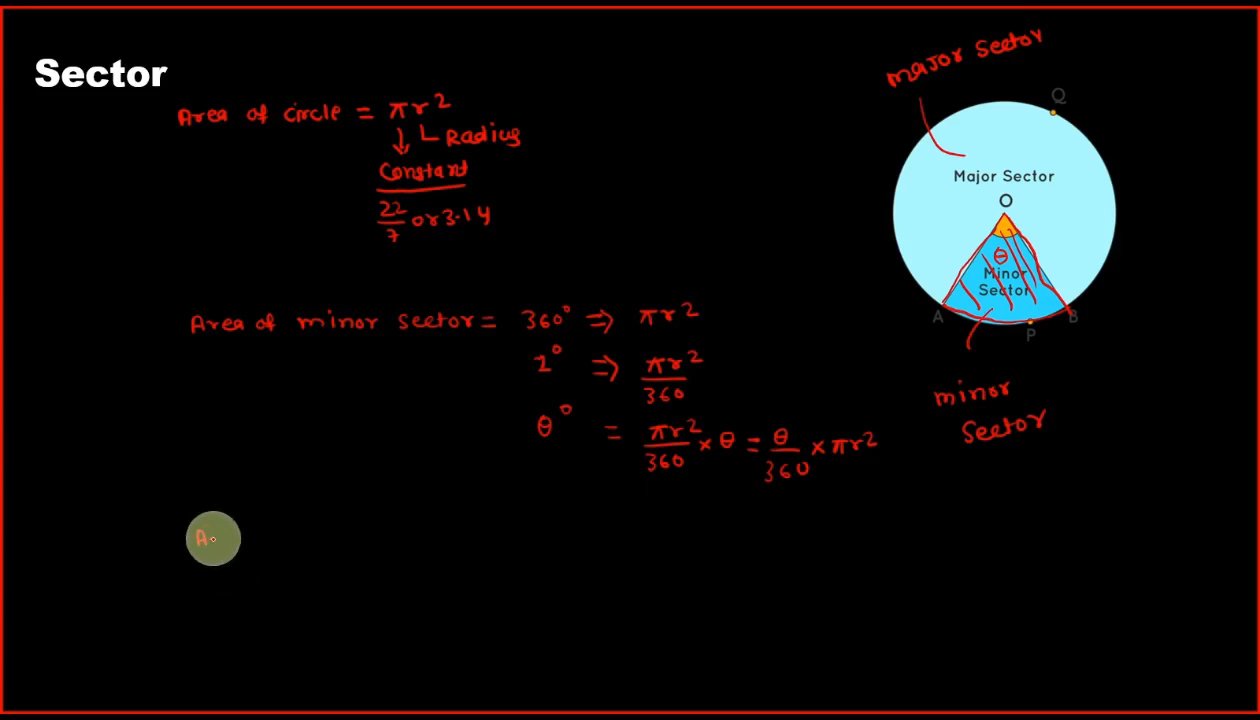 Sector
Area of circle = πr²
Radius
Constant
22/7 or 3.14
Area of minor sector = 360° ⇒ πr²
1° ⇒ πr²/360
θ° = πr²/360 × θ = θ/360 × πr²
A
major sector
Q
Major Sector
O
θ
Minor
Sector
A
B
P
minor
sector